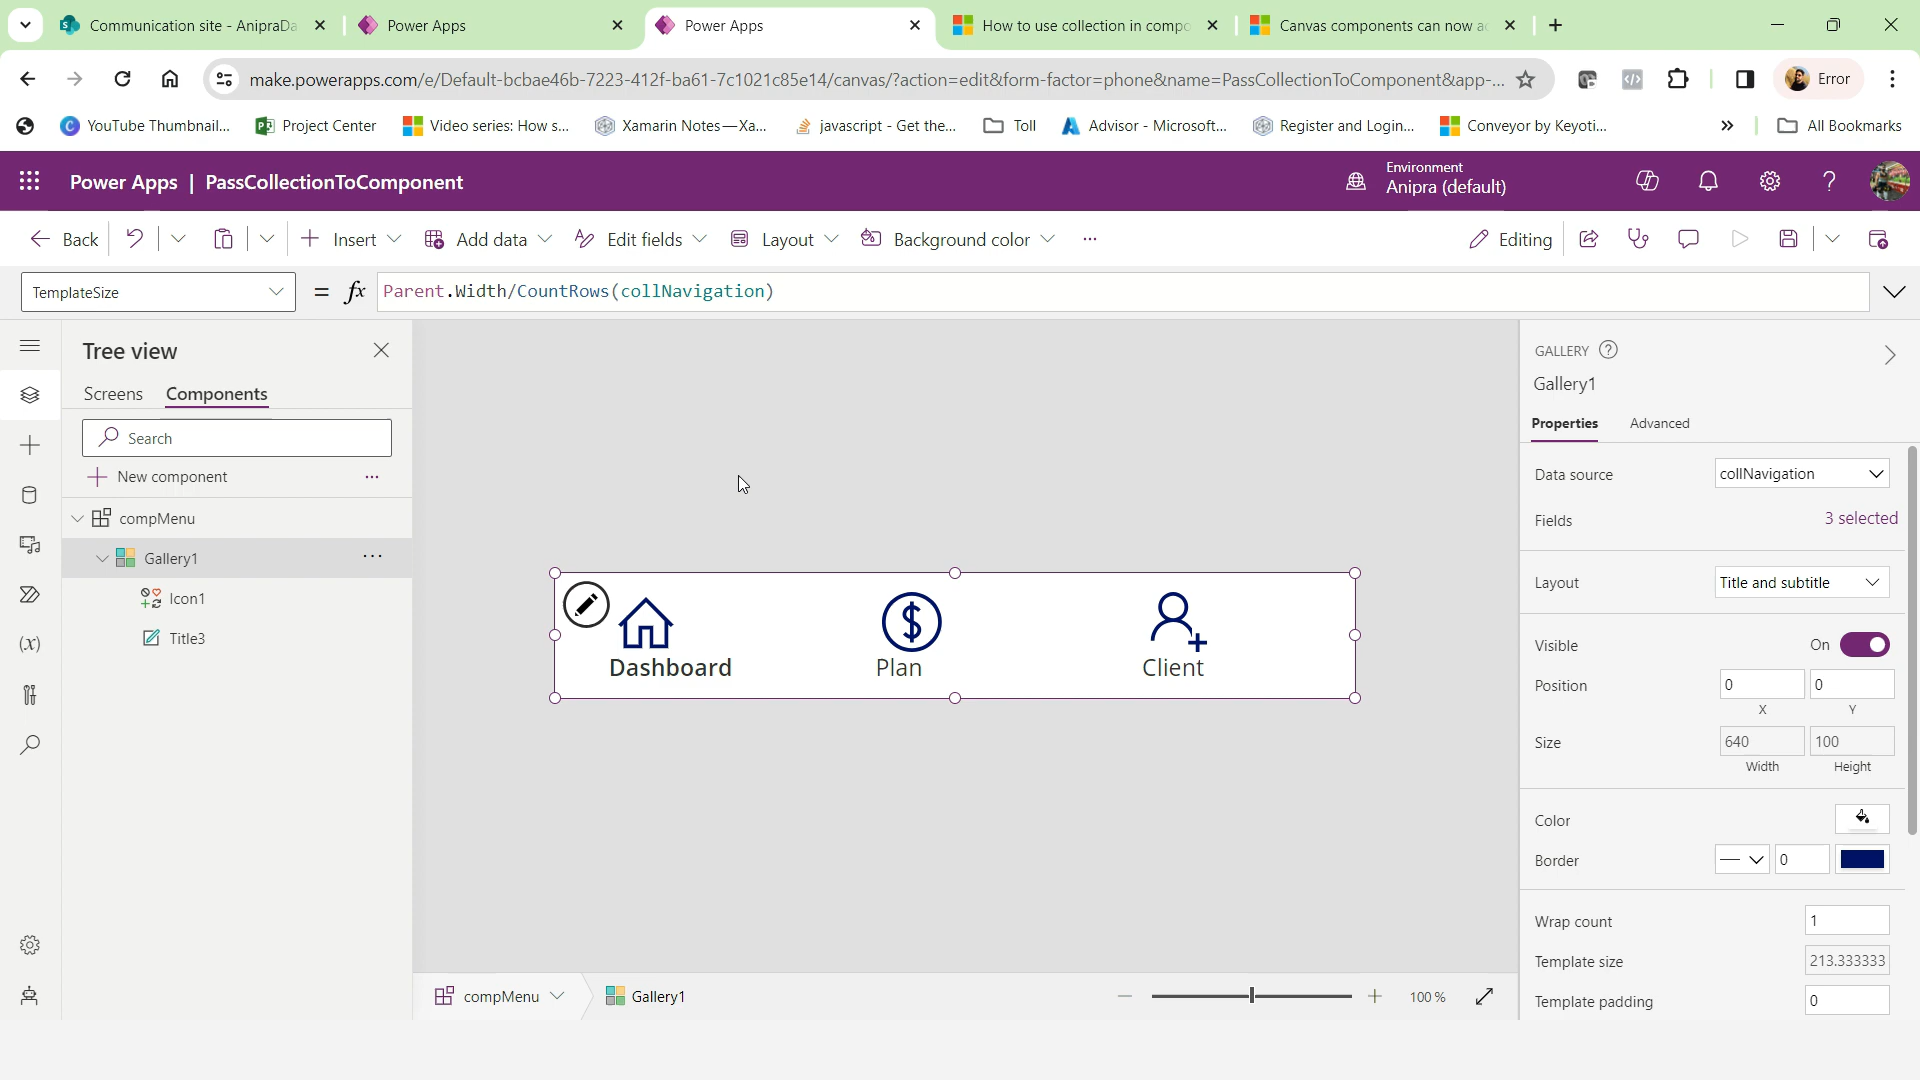 Communication site - AnipraDa
Power Apps
Power Apps
How to use collection in compo
Canvas components can now ac
make.powerapps.com/e/Default-bcbae46b-7223-412f-ba61-7c1021c85e14/canvas/?action=edit&form-factor=phone&name=PassCollectionToComponent&app-...
Error
YouTube Thumbnail...
Project Center
Video series: How s...
Xamarin Notes—Xa...
javascript - Get the...
Toll
Advisor - Microsoft...
Register and Login...
Conveyor by Keyoti...
All Bookmarks
Power Apps | PassCollectionToComponent
Environment
Anipra (default)
Back
Insert
Add data
Edit fields
Layout
Background color
Editing
TemplateSize
= fx Parent.Width/CountRows(collNavigation)
Tree view
Screens
Components
Search
New component
compMenu
Gallery1
Icon1
Title3
Dashboard
Plan
Client
compMenu
Gallery1
100 %
GALLERY
Gallery1
Properties
Advanced
Data source
collNavigation
Fields
3 selected
Layout
Title and subtitle
Visible
On
Position
0
0
X
Y
Size
640
100
Width
Height
Color
Border
0
Wrap count
1
Template size
213.333333
Template padding
0